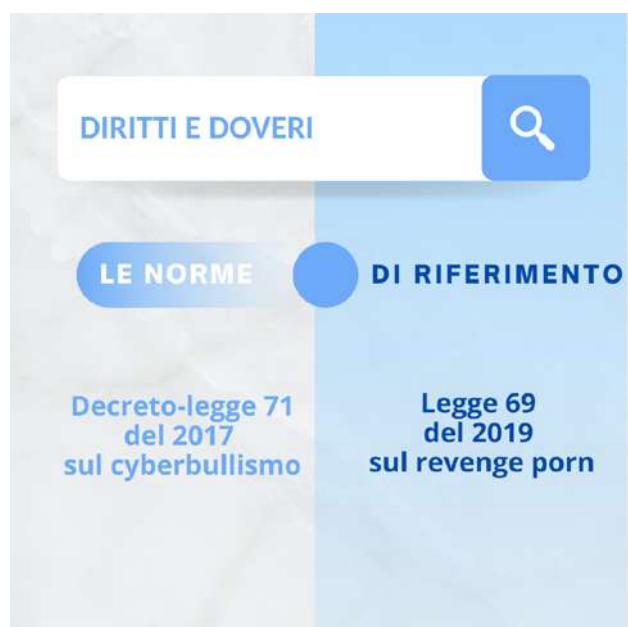 DIRITTI E DOVERI
LE NORME DI RIFERIMENTO
Decreto-legge 71
del 2017
sul cyberbullismo
Legge 69
del 2019
sul revenge porn